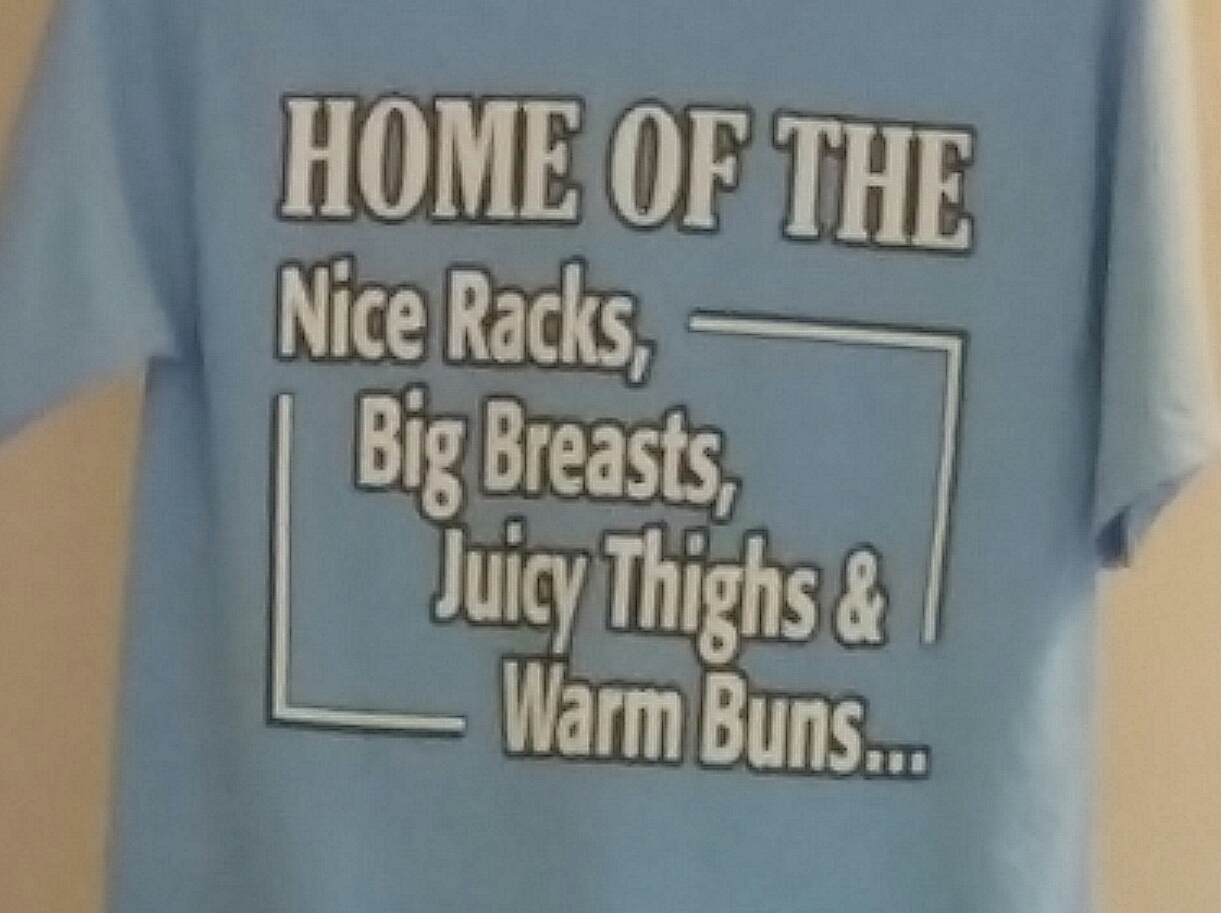 HOME OF THE
Nice Racks,
Big Breasts,
Juicy Thighs &
Warm Buns...